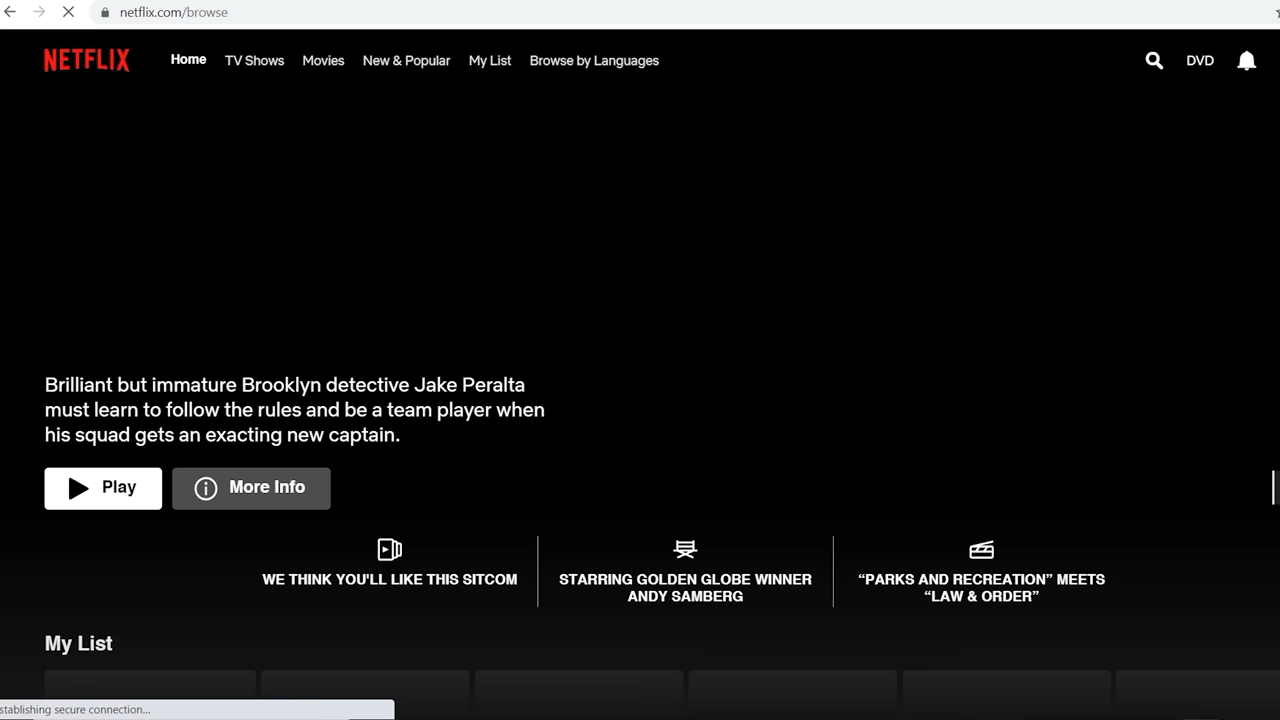 netflix.com/browse
NETFLIX Home TV Shows Movies New & Popular My List Browse by Languages DVD
Brilliant but immature Brooklyn detective Jake Peralta
must learn to follow the rules and be a team player when
his squad gets an exacting new captain.
Play More Info
WE THINK YOU'LL LIKE THIS SITCOM
STARRING GOLDEN GLOBE WINNER
ANDY SAMBERG
“PARKS AND RECREATION” MEETS
“LAW & ORDER”
My List
stablishing secure connection...